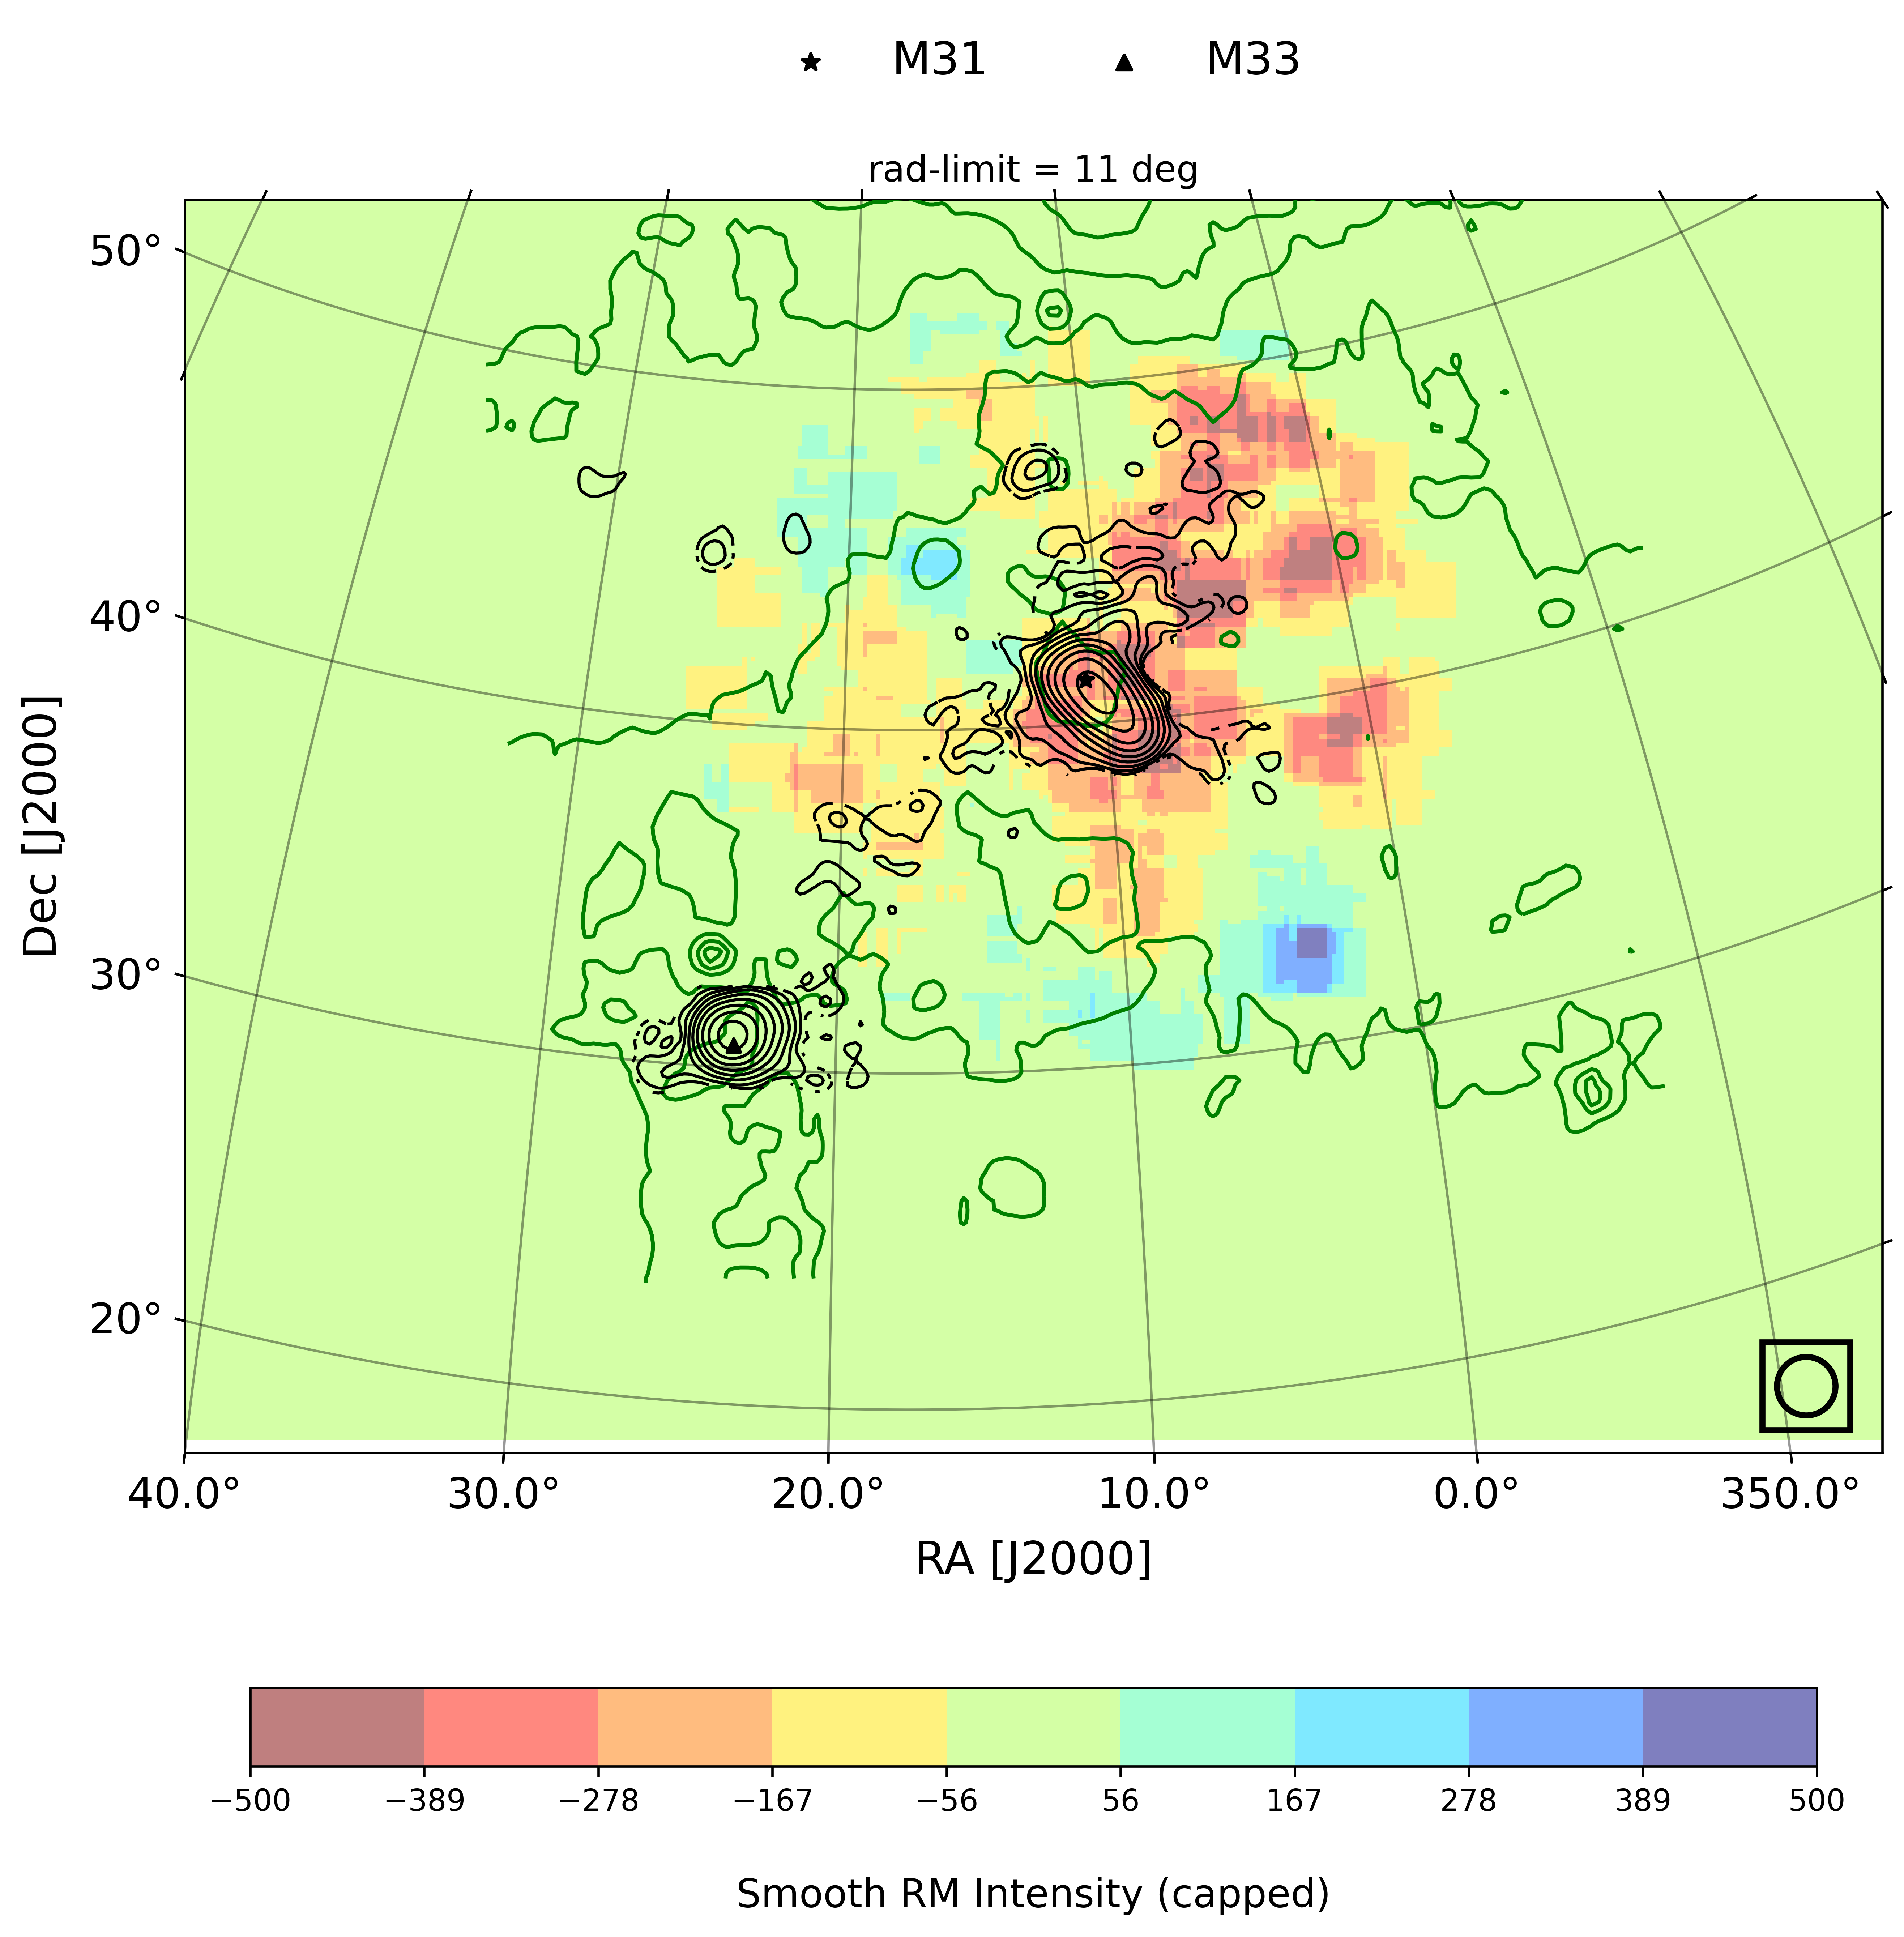 M31 M33
rad-limit = 11 deg
50°
40°
30°
20°
Dec [J2000]
40.0° 30.0° 20.0° 10.0° 0.0° 350.0°
RA [J2000]
−500 −389 −278 −167 −56 56 167 278 389 500
Smooth RM Intensity (capped)